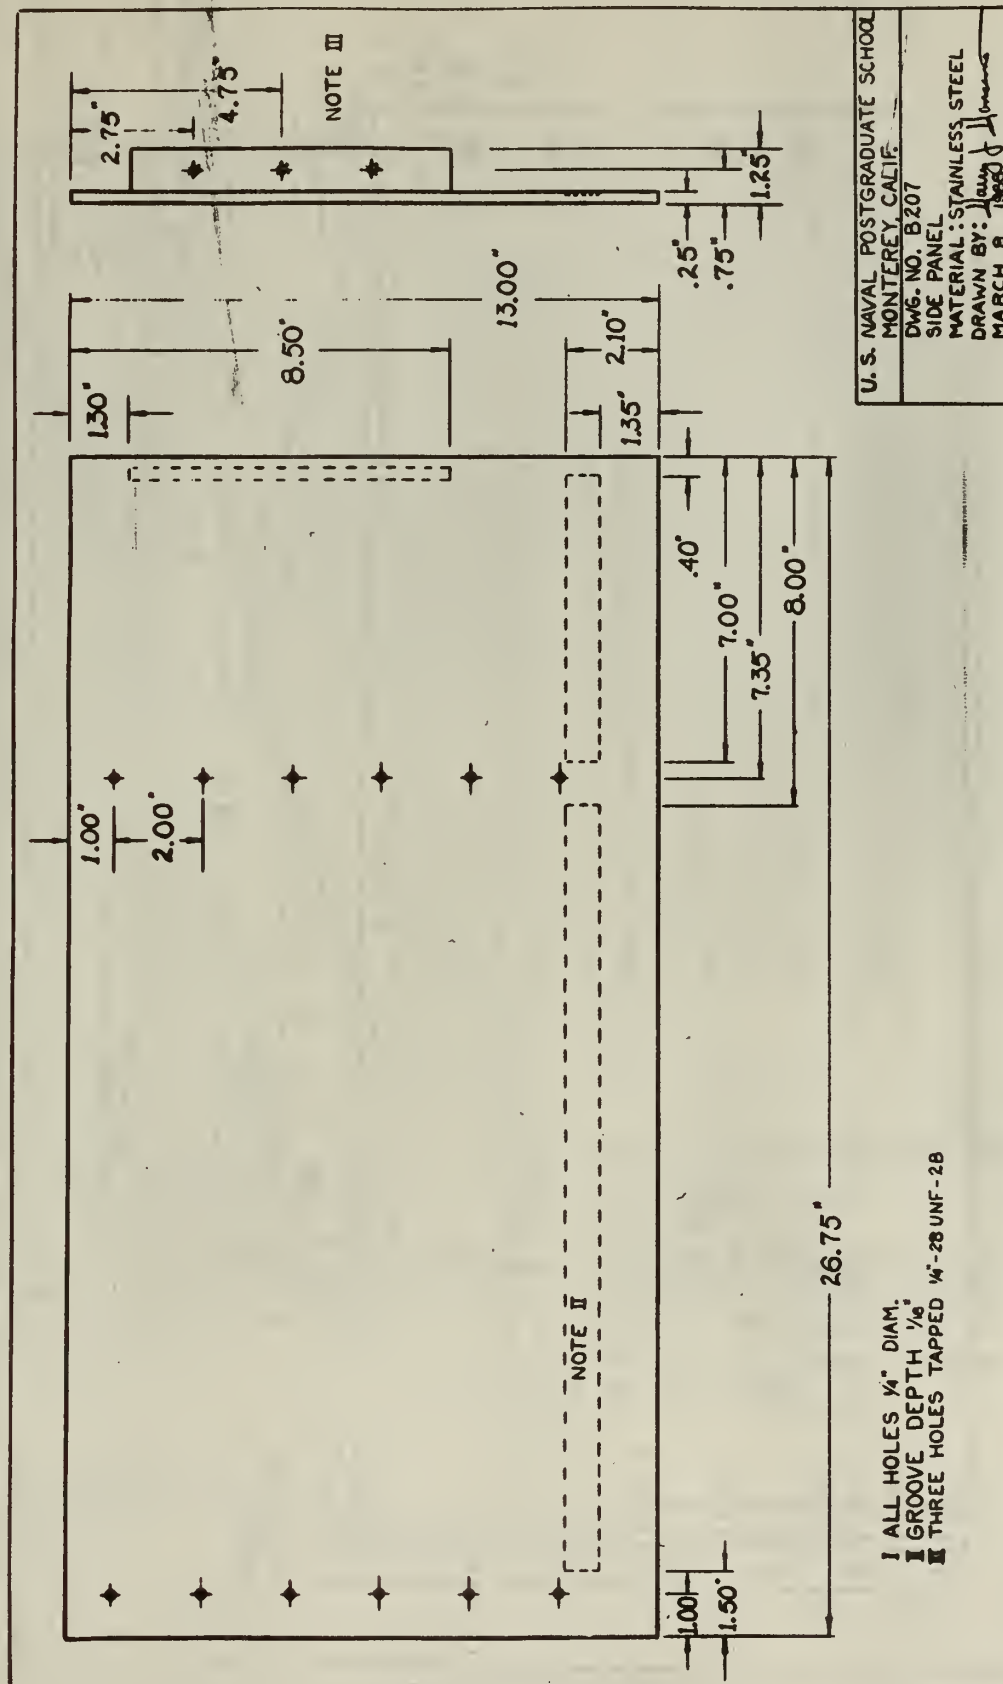 2.75"
4.75"
NOTE III
1.30"
8.50"
13.00"
.25"
.75"
1.25"
2.10"
1.35"
.40"
7.00"
7.35"
8.00"
1.00"
2.00"
NOTE II
1.00
1.50"
26.75"
I ALL HOLES 1/4" DIAM.
II GROOVE DEPTH 1/16"
III THREE HOLES TAPPED 1/4"-28 UNF-2B
U.S. NAVAL POSTGRADUATE SCHOOL
MONTEREY, CALIF.
DWG. NO. B207
SIDE PANEL
MATERIAL: STAINLESS STEEL
DRAWN BY:
MARCH 8